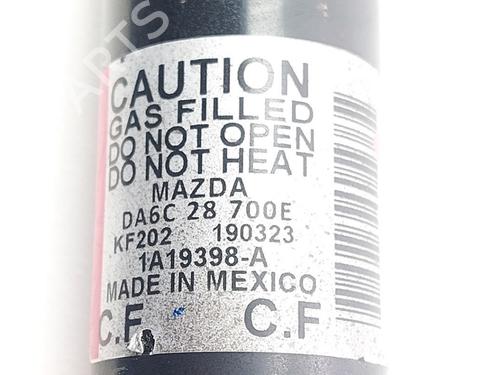 CAUTION
GAS FILLED
DO NOT OPEN
DO NOT HEAT
MAZDA
DA6C 28 700E
KF202 190323
1A19398-A
MADE IN MEXICO
C.F C.F